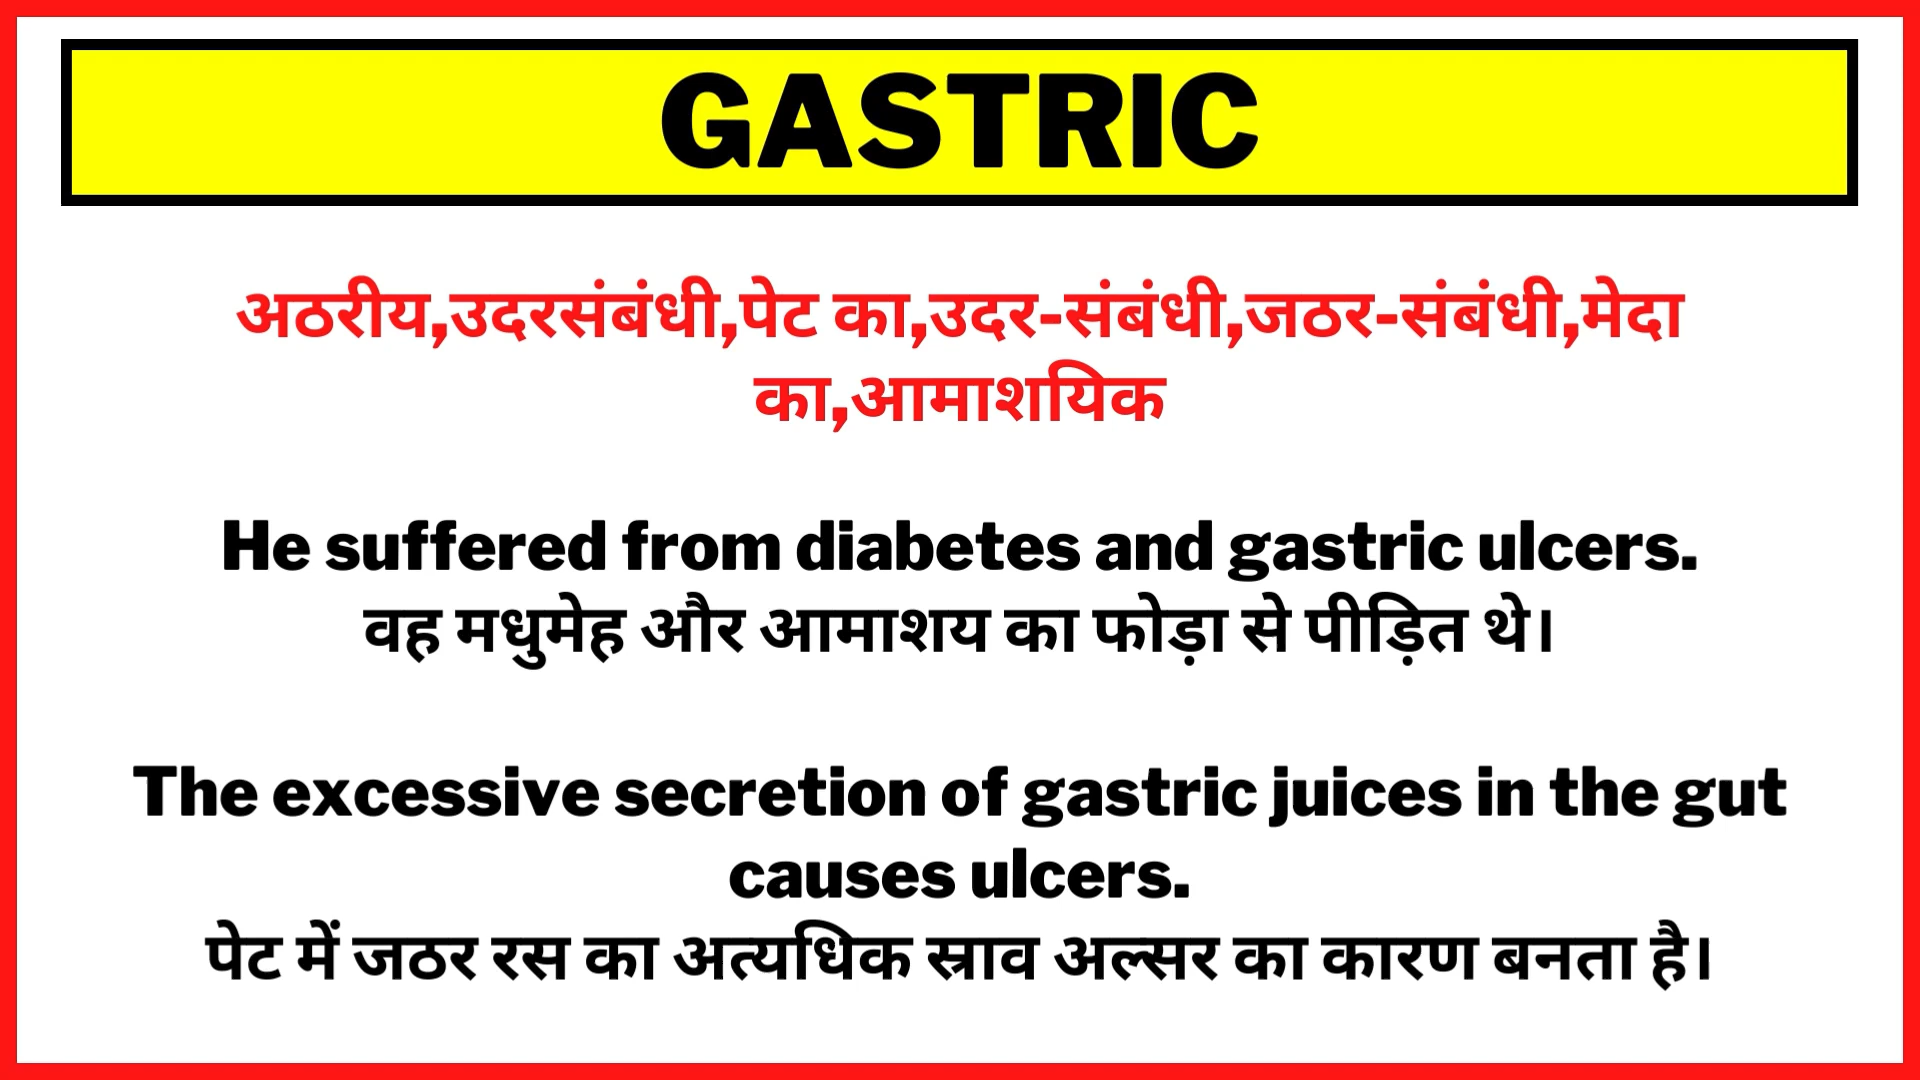 GASTRIC
अठरीय,उदरसंबंधी,पेट का,उदर-संबंधी,जठर-संबंधी,मेदा
का,आमाशयिक
He suffered from diabetes and gastric ulcers.
वह मधुमेह और आमाशय का फोड़ा से पीड़ित थे।
The excessive secretion of gastric juices in the gut
causes ulcers.
पेट में जठर रस का अत्यधिक स्राव अल्सर का कारण बनता है।